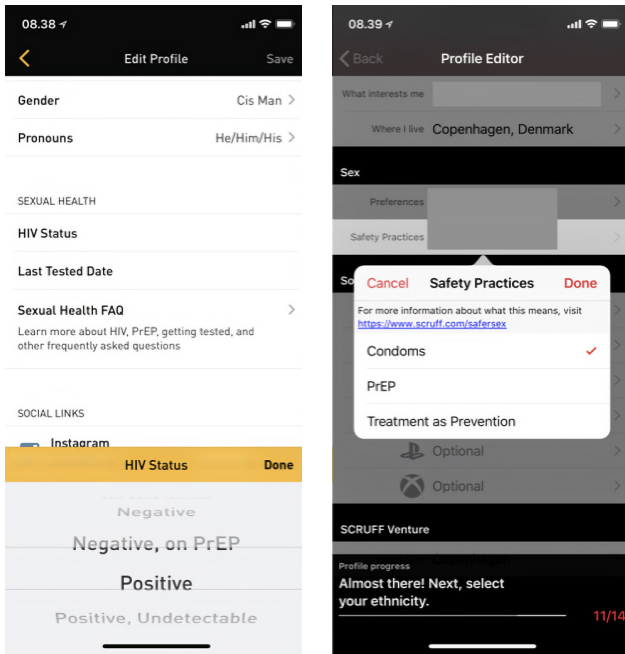 08.38
Edit Profile
Save
Gender
Cis Man
Pronouns
He/Him/His
SEXUAL HEALTH
HIV Status
Last Tested Date
Sexual Health FAQ
Learn more about HIV, PrEP, getting tested, and
other frequently asked questions
SOCIAL LINKS
Instagram
HIV Status
Done
Negative
Negative, on PrEP
Positive
Positive, Undetectable
08.39
Back
Profile Editor
What interests me
Where I live
Copenhagen, Denmark
Sex
Preferences
Safety Practices
So
Cancel
Safety Practices
Done
For more information about what this means, visit
https://www.scruff.com/safersex
Condoms
PrEP
Treatment as Prevention
Optional
Optional
SCRUFF Venture
Copenhagen
Profile progress
Almost there! Next, select
your ethnicity.
11/14